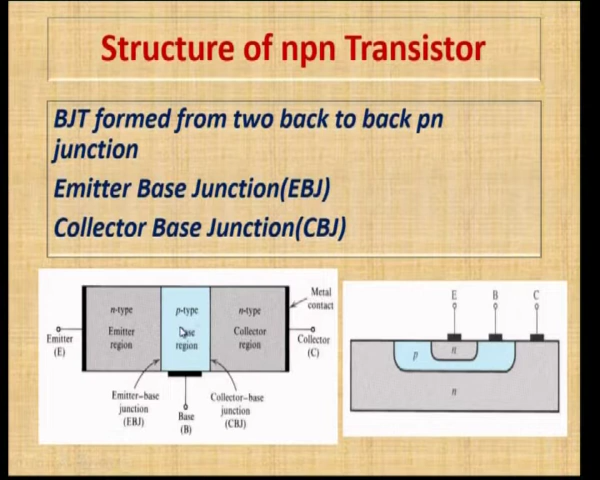 Structure of npn Transistor
BJT formed from two back to back pn
junction
Emitter Base Junction(EBJ)
Collector Base Junction(CBJ)
n-type
p-type
n-type
Metal
contact
Emitter
(E)
Emitter
region
Base
region
Collector
region
Collector
(C)
Emitter-base
junction
(EBJ)
Base
(B)
Collector-base
junction
(CBJ)
E B C
p
n
n